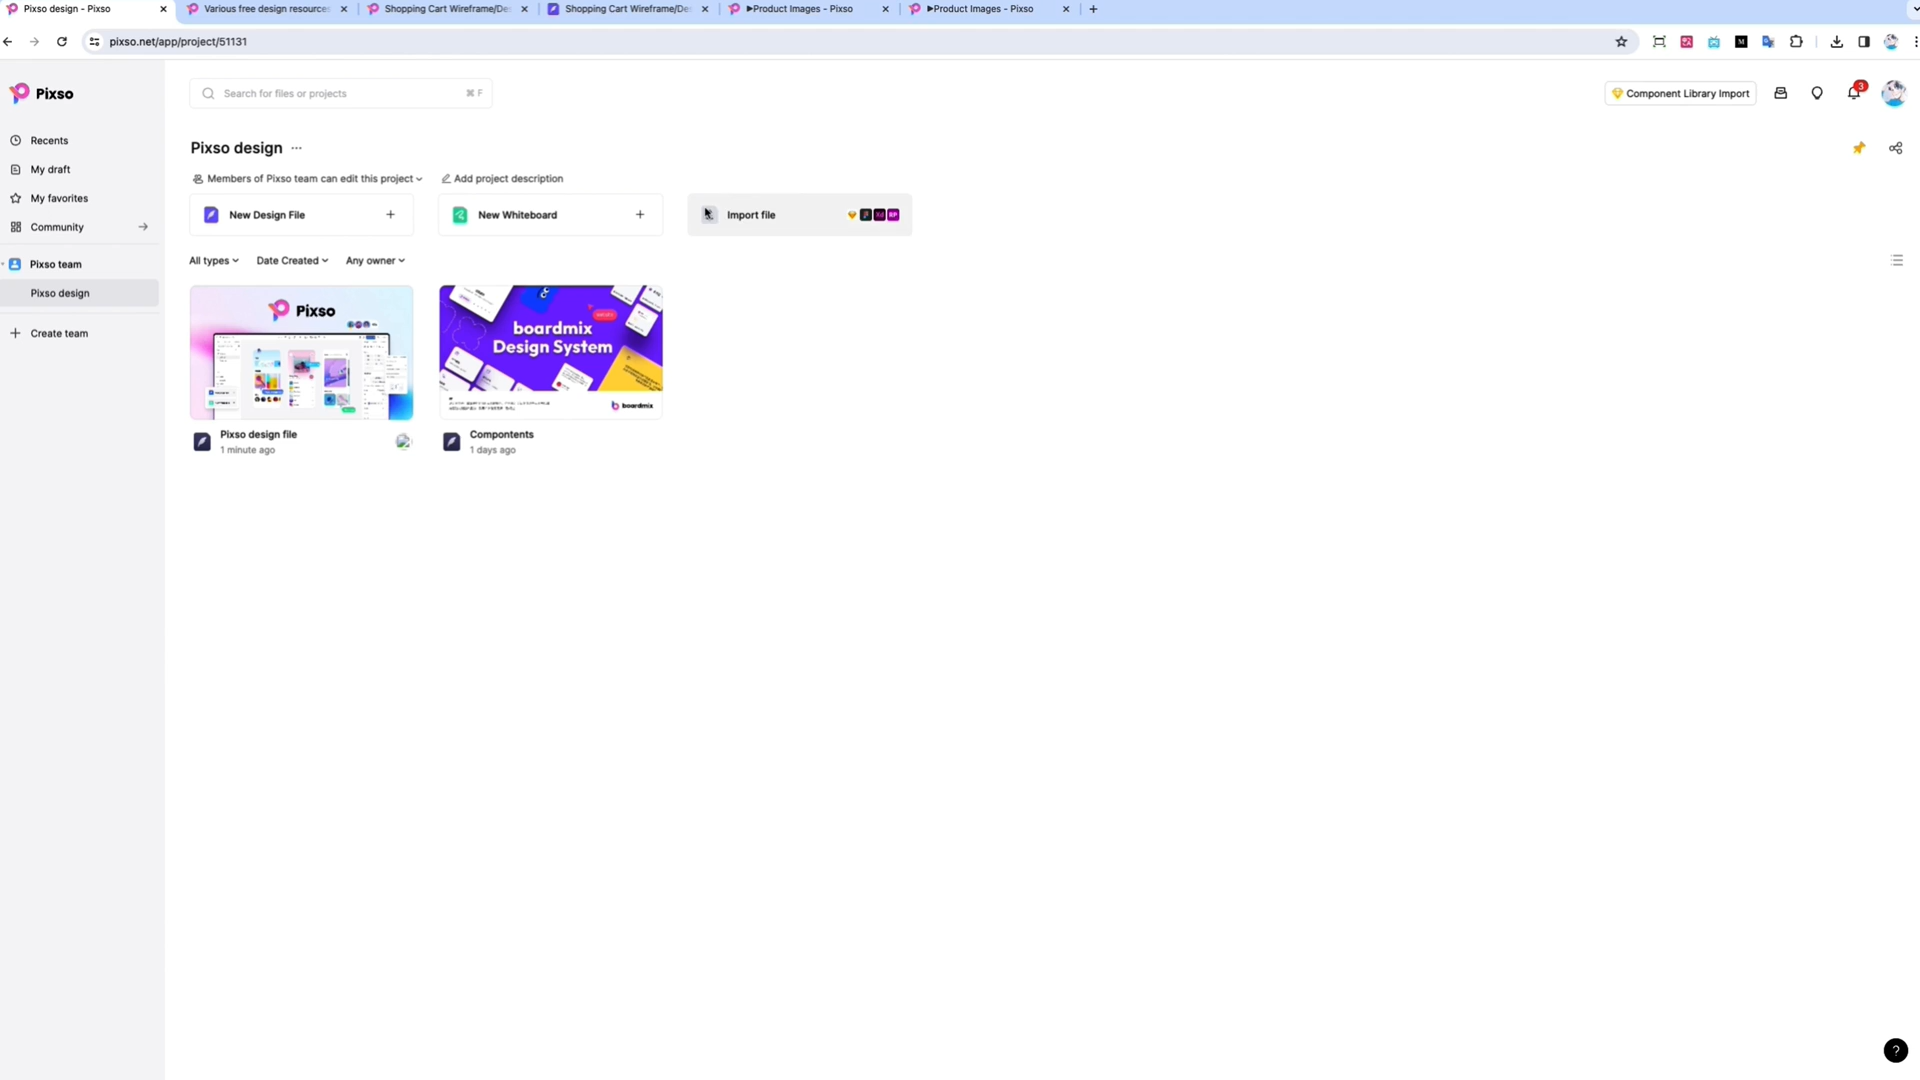 Pixso design - Pixso
Various free design resources
Shopping Cart Wireframe/De
Shopping Cart Wireframe/De
▶Product Images - Pixso
▶Product Images - Pixso
pixso.net/app/project/51131
Pixso
Search for files or projects
⌘ F
Component Library Import
3
Recents
My draft
My favorites
Community
Pixso team
Pixso design
Create team
Pixso design ···
Members of Pixso team can edit this project
Add project description
New Design File
New Whiteboard
Import file
Xd
RP
All types
Date Created
Any owner
Pixso
boardmix
Design System
boardmix
Pixso design file
1 minute ago
Compontents
1 days ago
?